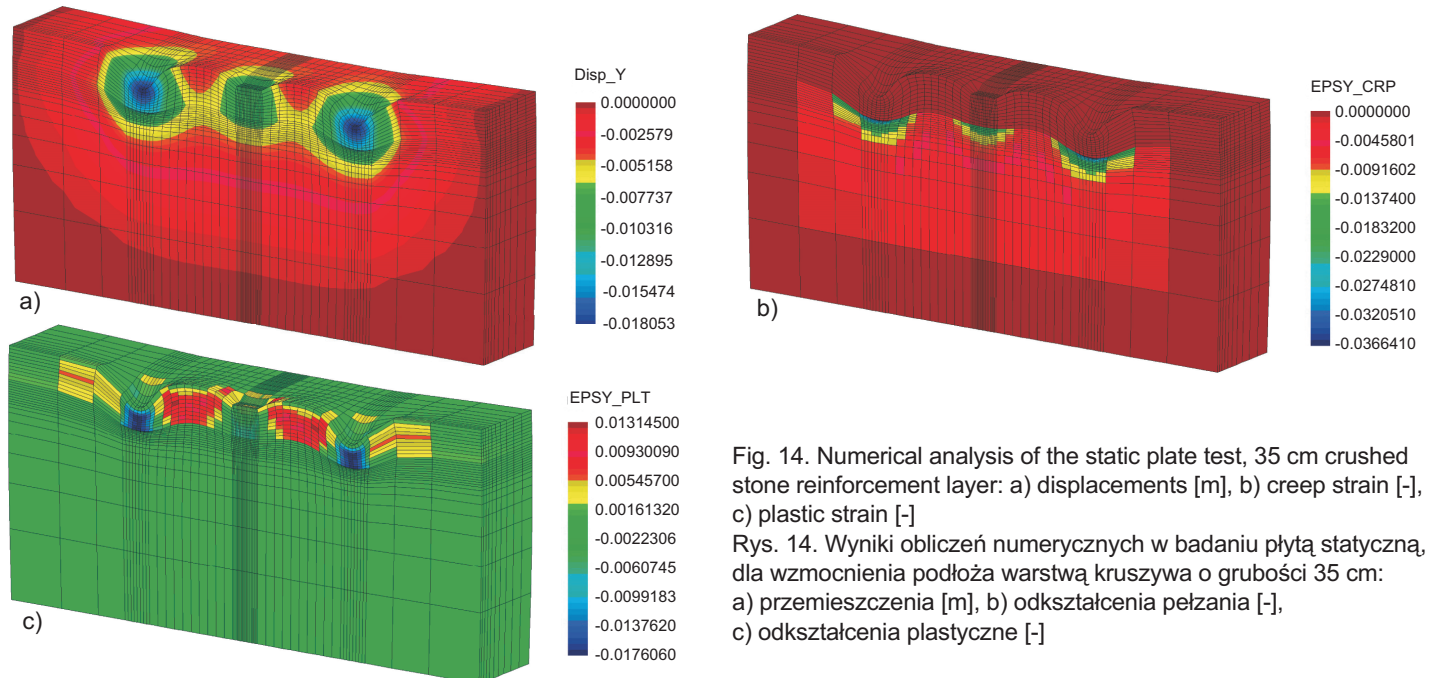 Disp_Y
0.0000000
-0.002579
-0.005158
-0.007737
-0.010316
-0.012895
-0.015474
-0.018053
a)
EPSY_CRP
0.0000000
-0.0045801
-0.0091602
-0.0137400
-0.0183200
-0.0229000
-0.0274810
-0.0320510
-0.0366410
b)
EPSY_PLT
0.01314500
0.00930090
0.00545700
0.00161320
-0.0022306
-0.0060745
-0.0099183
-0.0137620
-0.0176060
c)
Fig. 14. Numerical analysis of the static plate test, 35 cm crushed
stone reinforcement layer: a) displacements [m], b) creep strain [-],
c) plastic strain [-]
Rys. 14. Wyniki obliczeń numerycznych w badaniu płytą statyczną,
dla wzmocnienia podłoża warstwą kruszywa o grubości 35 cm:
a) przemieszczenia [m], b) odkształcenia pełzania [-],
c) odkształcenia plastyczne [-]